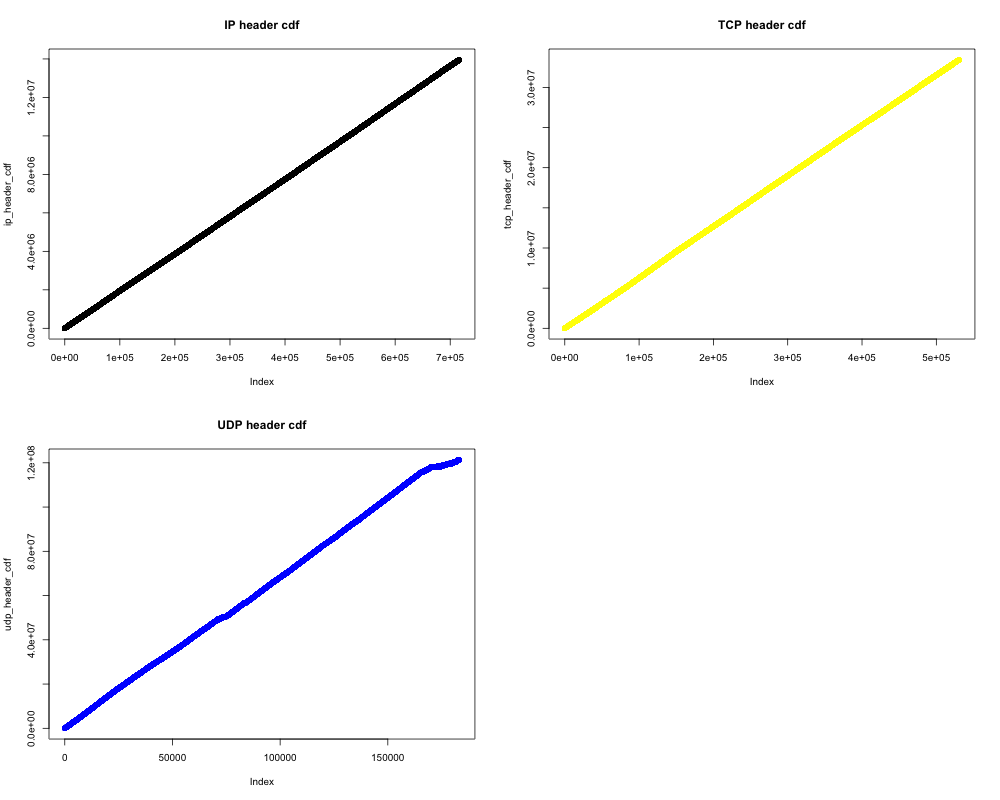 IP header cdf
ip_header_cdf
0.0e+00 4.0e+06 8.0e+06 1.2e+07
0e+00 1e+05 2e+05 3e+05 4e+05 5e+05 6e+05 7e+05
Index
TCP header cdf
tcp_header_cdf
0.0e+00 1.0e+07 2.0e+07 3.0e+07
0e+00 1e+05 2e+05 3e+05 4e+05 5e+05
Index
UDP header cdf
udp_header_cdf
0.0e+00 4.0e+07 8.0e+07 1.2e+08
0 50000 100000 150000
Index